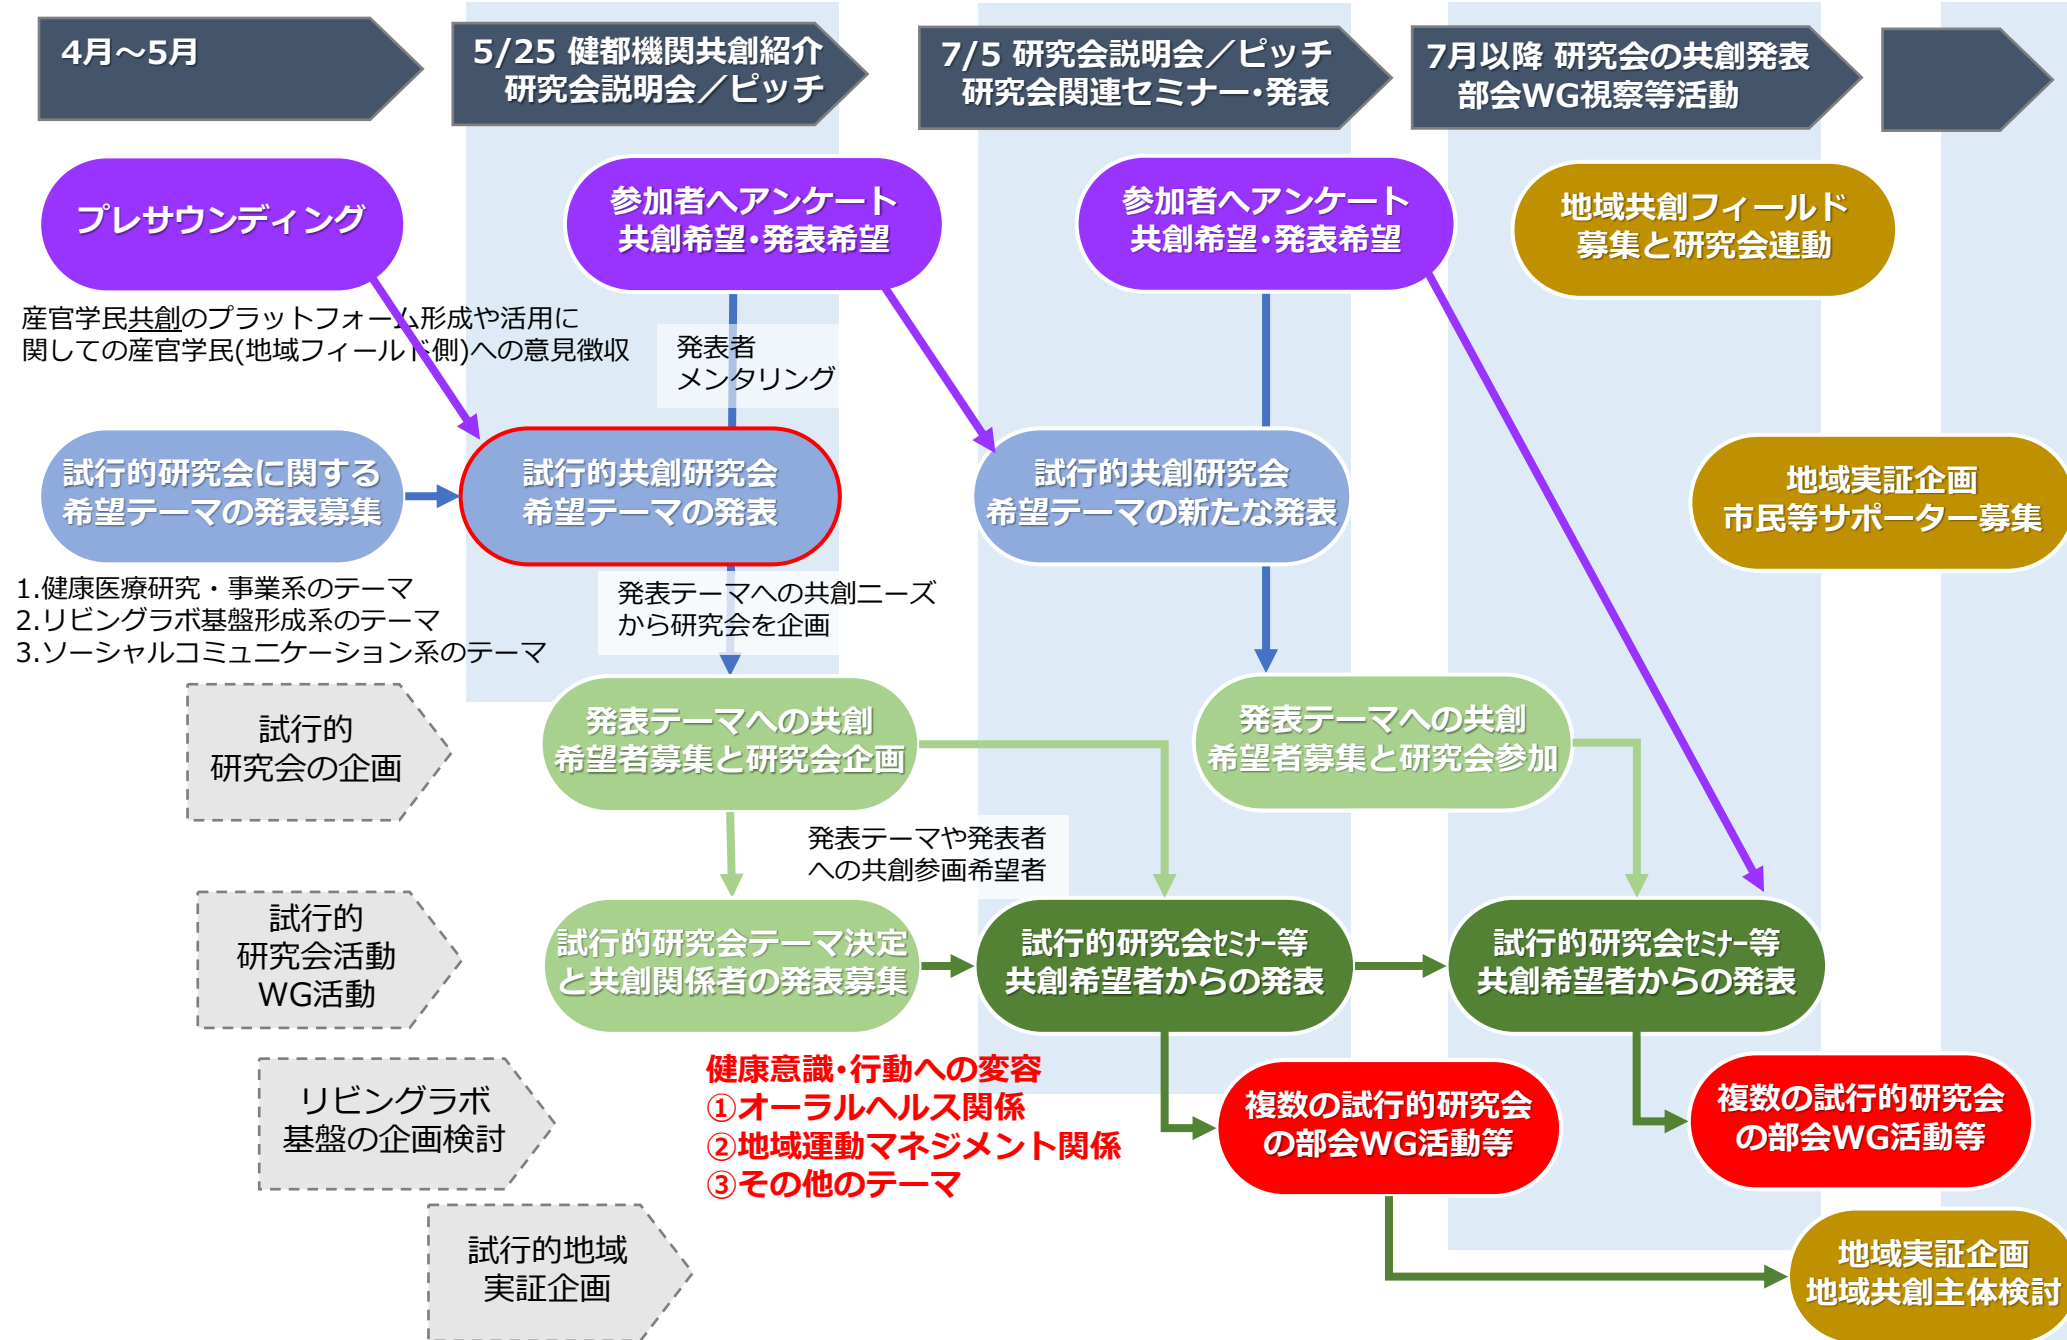 4月～5月
5/25 健都機関共創紹介
研究会説明会／ピッチ
7/5 研究会説明会／ピッチ
研究会関連セミナー・発表
7月以降 研究会の共創発表
部会WG視察等活動
プレサウンディング
参加者へアンケート
共創希望・発表希望
参加者へアンケート
共創希望・発表希望
地域共創フィールド
募集と研究会連動
産官学民共創のプラットフォーム形成や活用に
関しての産官学民(地域フィールド側)への意見徴収
発表者
メンタリング
試行的研究会に関する
希望テーマの発表募集
試行的共創研究会
希望テーマの発表
試行的共創研究会
希望テーマの新たな発表
地域実証企画
市民等サポーター募集
1.健康医療研究・事業系のテーマ
2.リビングラボ基盤形成系のテーマ
3.ソーシャルコミュニケーション系のテーマ
発表テーマへの共創ニーズ
から研究会を企画
試行的
研究会の企画
発表テーマへの共創
希望者募集と研究会企画
発表テーマへの共創
希望者募集と研究会参加
発表テーマや発表者
への共創参画希望者
試行的
研究会活動
WG活動
試行的研究会テーマ決定
と共創関係者の発表募集
試行的研究会ｾﾐﾅｰ等
共創希望者からの発表
試行的研究会ｾﾐﾅｰ等
共創希望者からの発表
リビングラボ
基盤の企画検討
健康意識・行動への変容
①オーラルヘルス関係
②地域運動マネジメント関係
③その他のテーマ
複数の試行的研究会
の部会WG活動等
複数の試行的研究会
の部会WG活動等
試行的地域
実証企画
地域実証企画
地域共創主体検討